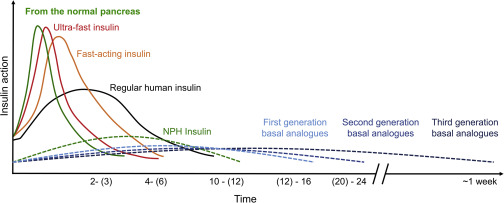 From the normal pancreas
Ultra-fast insulin
Fast-acting insulin
Regular human insulin
NPH Insulin
First generation
basal analogues
Second generation
basal analogues
Third generation
basal analogues
Insulin action
2- (3)
4- (6)
10 - (12)
(12) - 16
(20) - 24
~1 week
Time